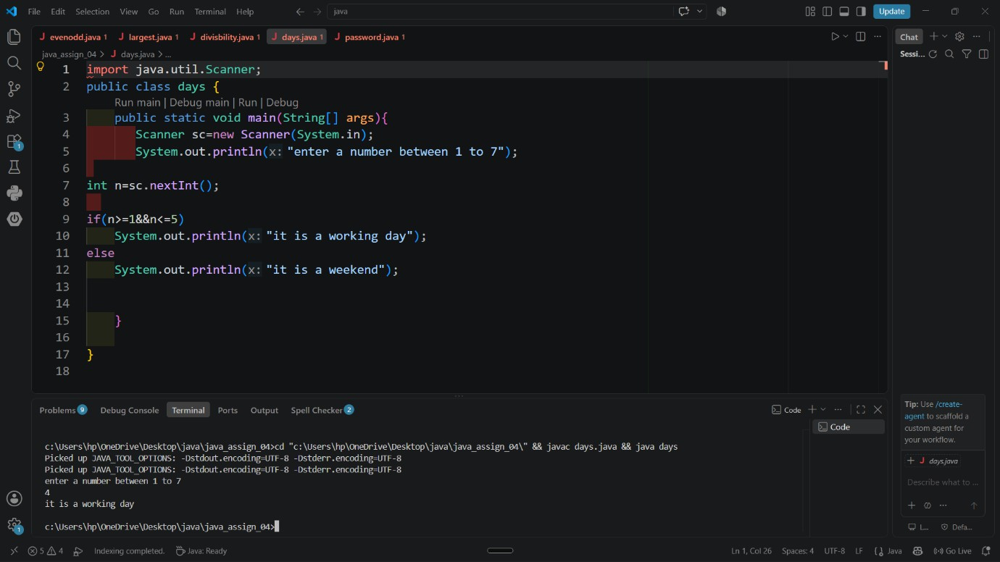 File Edit Selection View Go Run Terminal Help java Update
evenodd.java 1 largest.java 1 divisbility.java 1 days.java 1 password.java 1
Chat
java_assign_04 > J days.java > ...
Sessi...
1 import java.util.Scanner;
2 public class days {
Run main | Debug main | Run | Debug
3 public static void main(String[] args){
4 Scanner sc=new Scanner(System.in);
5 System.out.println(x: "enter a number between 1 to 7");
6
7 int n=sc.nextInt();
8
9 if(n>=1&&n<=5)
10 System.out.println(x: "it is a working day");
11 else
12 System.out.println(x: "it is a weekend");
13
14
15 }
16
17 }
18
Problems 9 Debug Console Terminal Ports Output Spell Checker 2
Code
Code
c:\Users\hp\OneDrive\Desktop\java\java_assign_04>cd "c:\Users\hp\OneDrive\Desktop\java\java_assign_04\" && javac days.java && java days
Picked up JAVA_TOOL_OPTIONS: -Dstdout.encoding=UTF-8 -Dstderr.encoding=UTF-8
Picked up JAVA_TOOL_OPTIONS: -Dstdout.encoding=UTF-8 -Dstderr.encoding=UTF-8
enter a number between 1 to 7
4
it is a working day
c:\Users\hp\OneDrive\Desktop\java\java_assign_04>
Tip: Use /create-
agent to scaffold a
custom agent for
your workflow.
J days.java
Describe what to ...
L... Defa...
5 4 Indexing completed. Java: Ready Ln 1, Col 26 Spaces: 4 UTF-8 LF {} Java Go Live